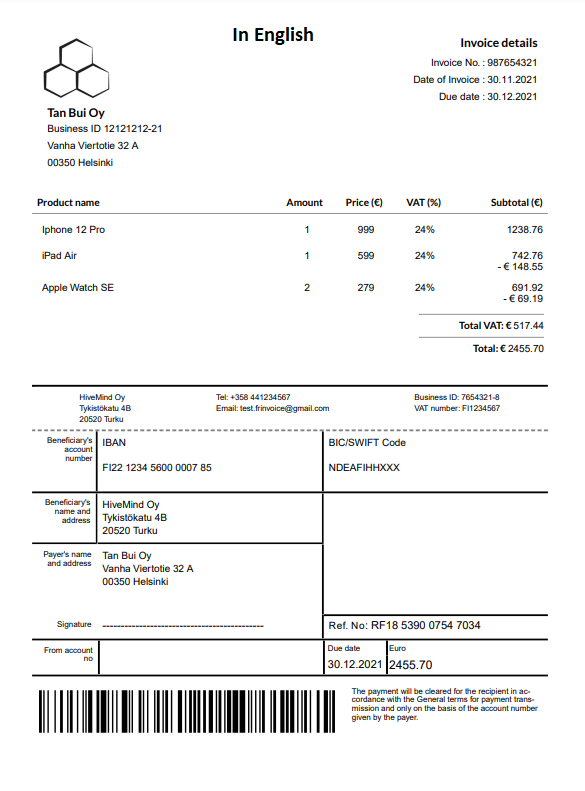 In English
Invoice details
Invoice No. : 987654321
Date of Invoice : 30.11.2021
Due date : 30.12.2021
Tan Bui Oy
Business ID 12121212-21
Vanha Viertotie 32 A
00350 Helsinki
Product name Amount Price (€) VAT (%) Subtotal (€)
Iphone 12 Pro 1 999 24% 1238.76
iPad Air 1 599 24% 742.76
- € 148.55
Apple Watch SE 2 279 24% 691.92
- € 69.19
Total VAT: € 517.44
Total: € 2455.70
HiveMind Oy Tel: +358 441234567 Business ID: 7654321-8
Tykistökatu 4B Email: test.frinvoice@gmail.com VAT number: FI1234567
20520 Turku
Beneficiary's
account
number
IBAN
FI22 1234 5600 0007 85
BIC/SWIFT Code
NDEAFIHHXXX
Beneficiary's
name and
address
HiveMind Oy
Tykistökatu 4B
20520 Turku
Payer's name
and address
Tan Bui Oy
Vanha Viertotie 32 A
00350 Helsinki
Signature --------------------------------------------
Ref. No: RF18 5390 0754 7034
From account
no
Due date
30.12.2021
Euro
2455.70
The payment will be cleared for the recipient in ac-
cordance with the General terms for payment trans-
mission and only on the basis of the account number
given by the payer.